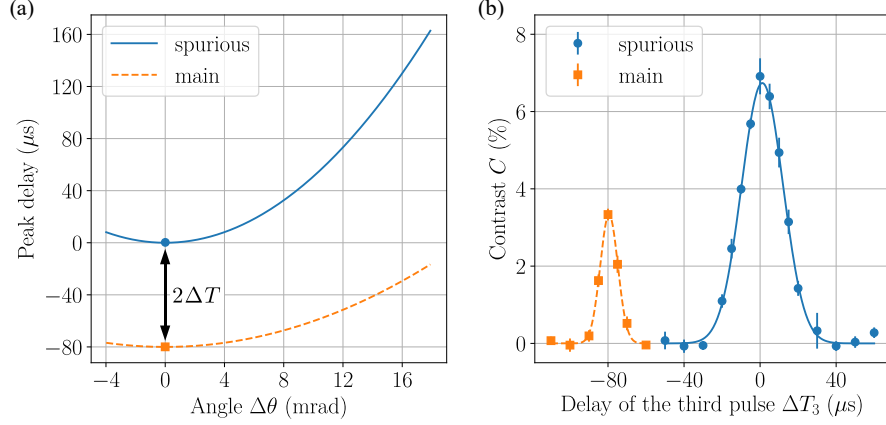 (a)
160
120
80
40
0
−40
−80
Peak delay (μs)
spurious
main
2ΔT
−4 0 4 8 12 16
Angle Δθ (mrad)
(b)
8
6
4
2
0
Contrast C (%)
spurious
main
−80 −40 0 40
Delay of the third pulse ΔT₃ (μs)